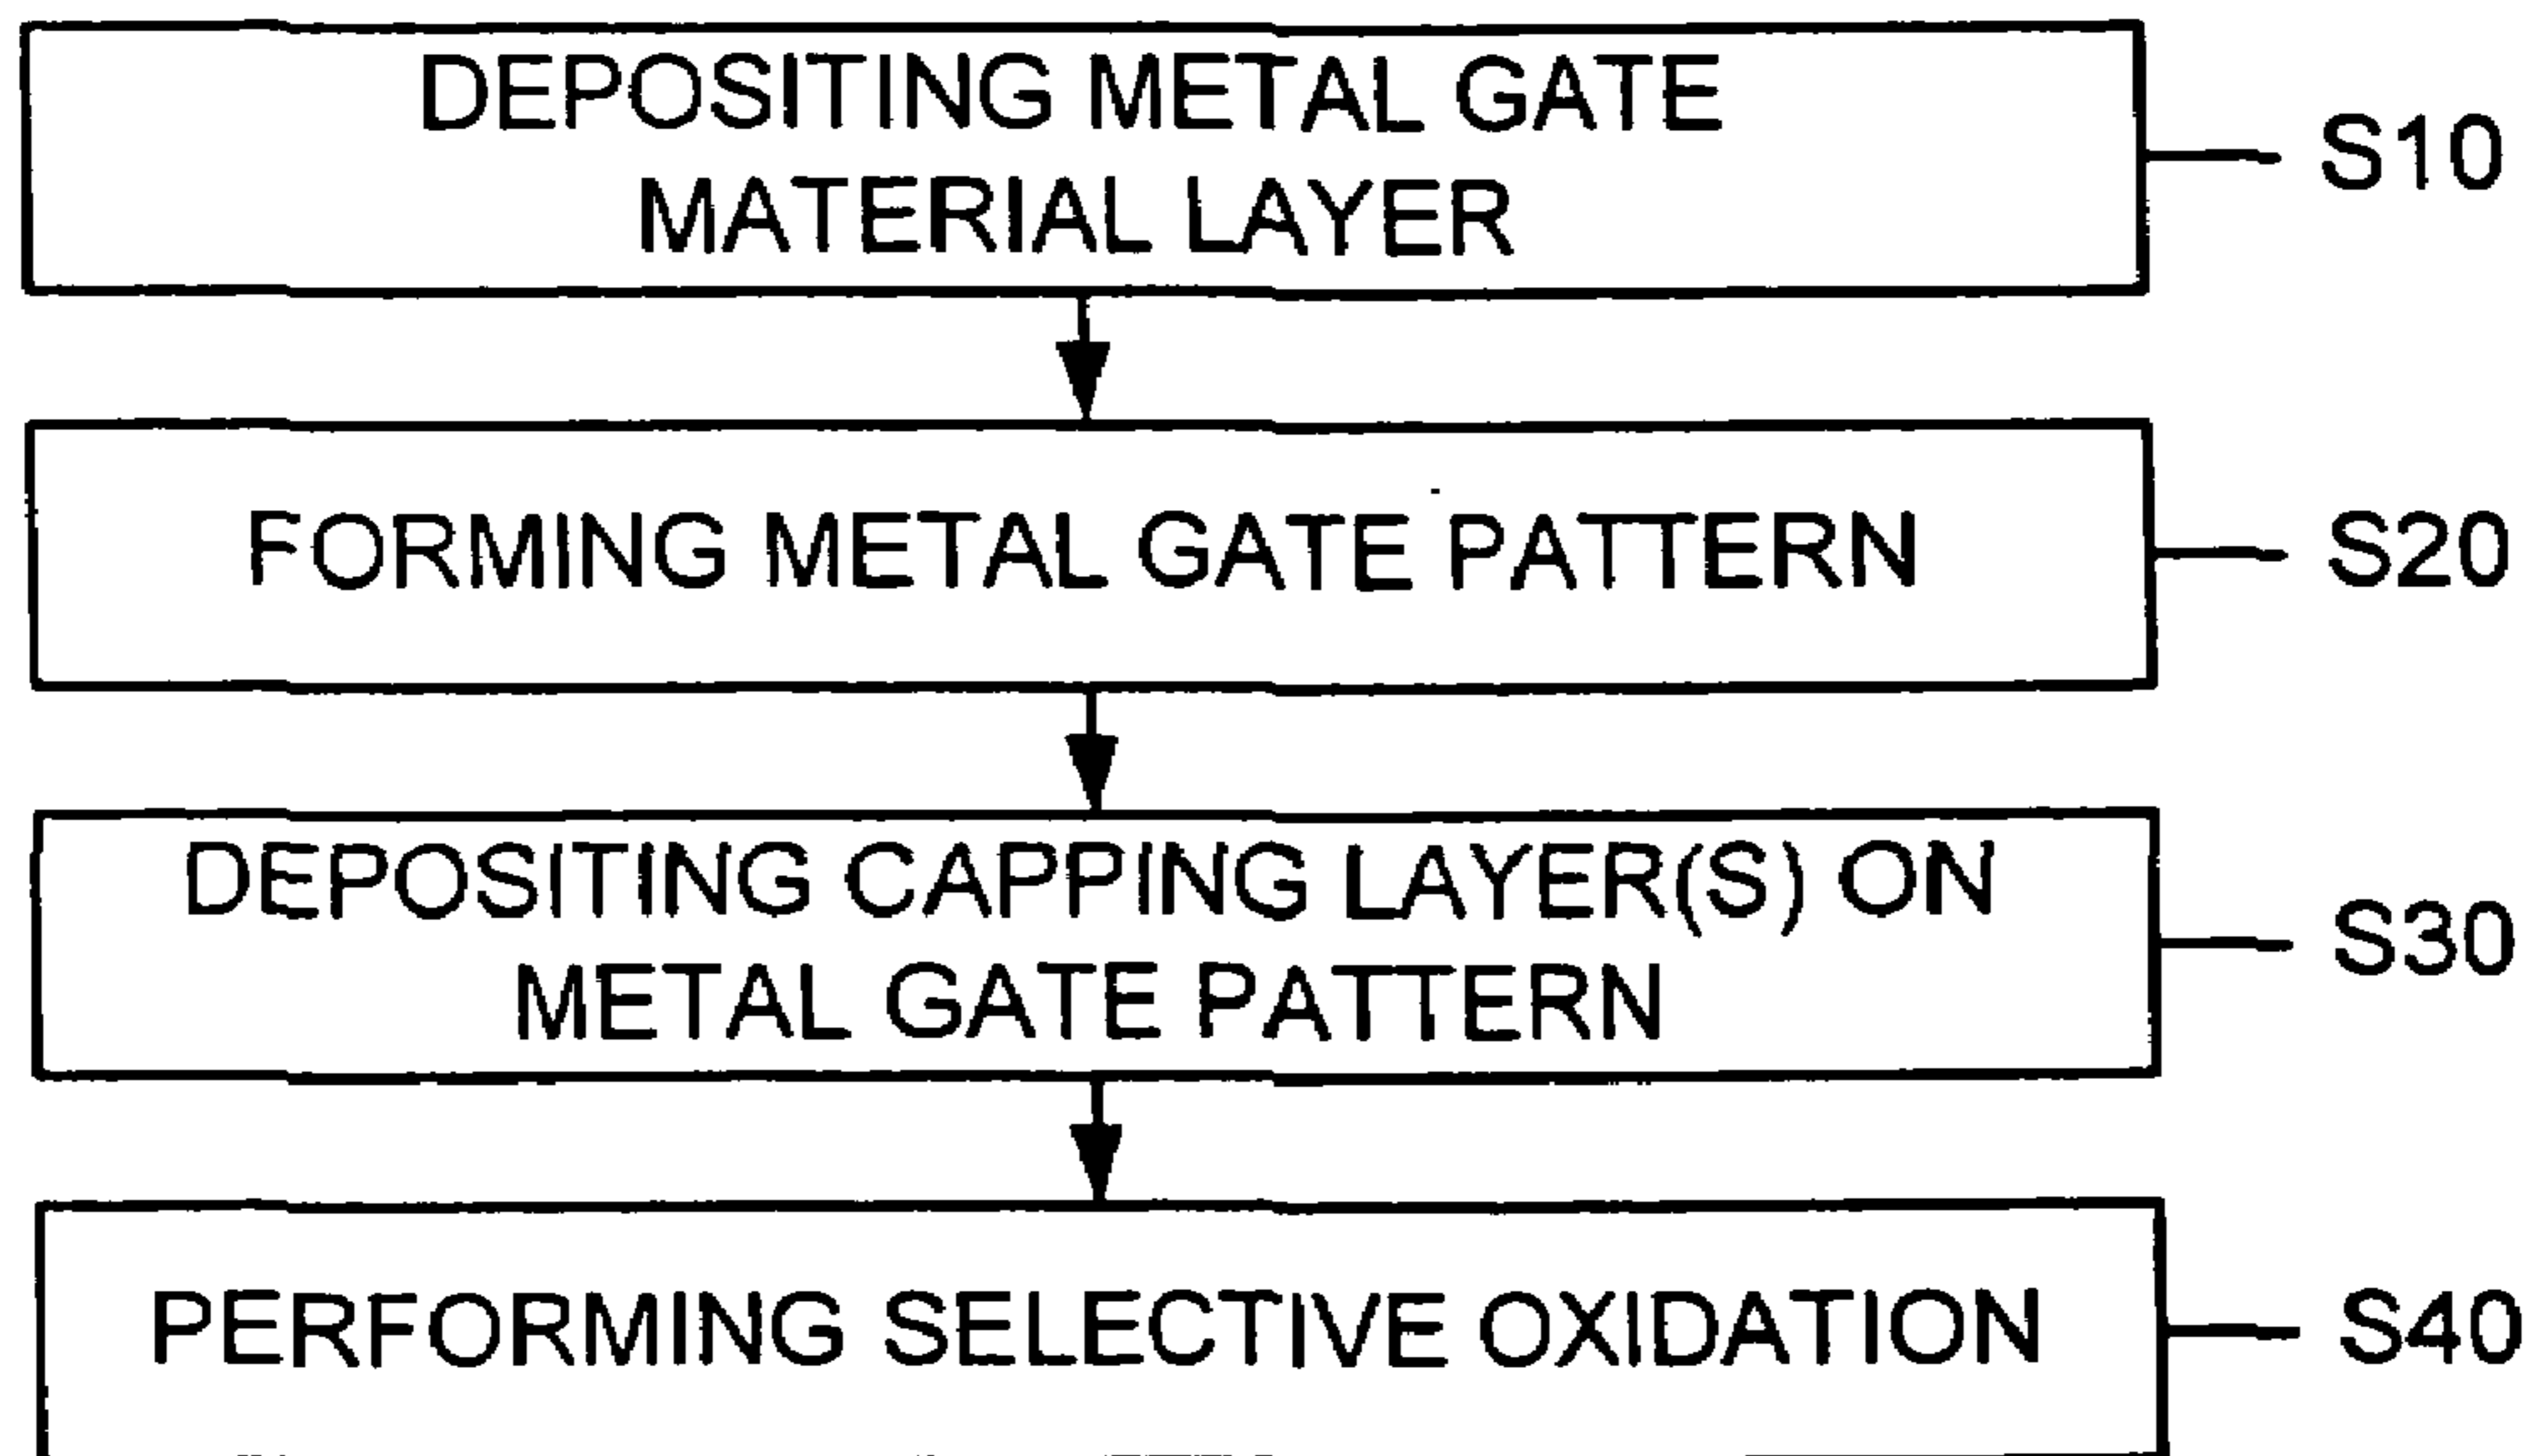 DEPOSITING METAL GATE
MATERIAL LAYER
S10
FORMING METAL GATE PATTERN
S20
DEPOSITING CAPPING LAYER(S) ON
METAL GATE PATTERN
S30
PERFORMING SELECTIVE OXIDATION
S40